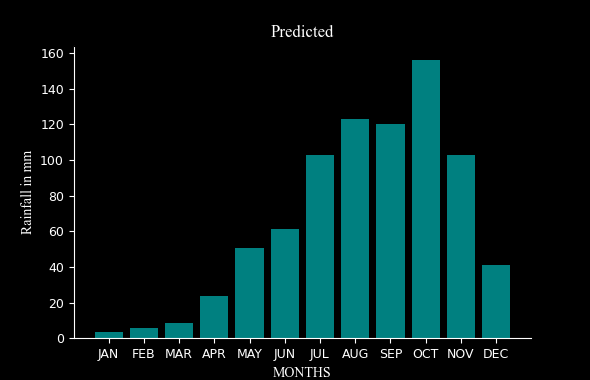 Predicted
Rainfall in mm
160
140
120
100
80
60
40
20
0
JAN FEB MAR APR MAY JUN JUL AUG SEP OCT NOV DEC
MONTHS